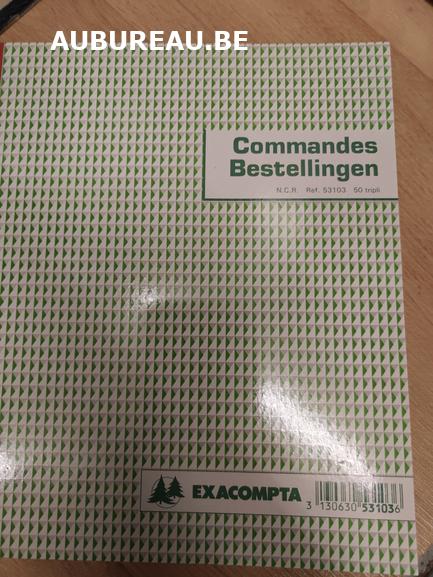 AUBUREAU.BE
Commandes
Bestellingen
N.C.R. Ref. 53103 50 tripli
EXACOMPTA
3 130630 531036